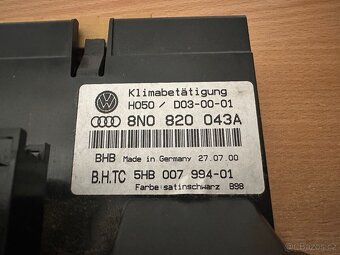 Klimabetätigung
H050 / D03-00-01
8N0 820 043A
BHB Made in Germany 27.07.00
B.H.TC 5HB 007 994-01
Farbe satinschwarz B98